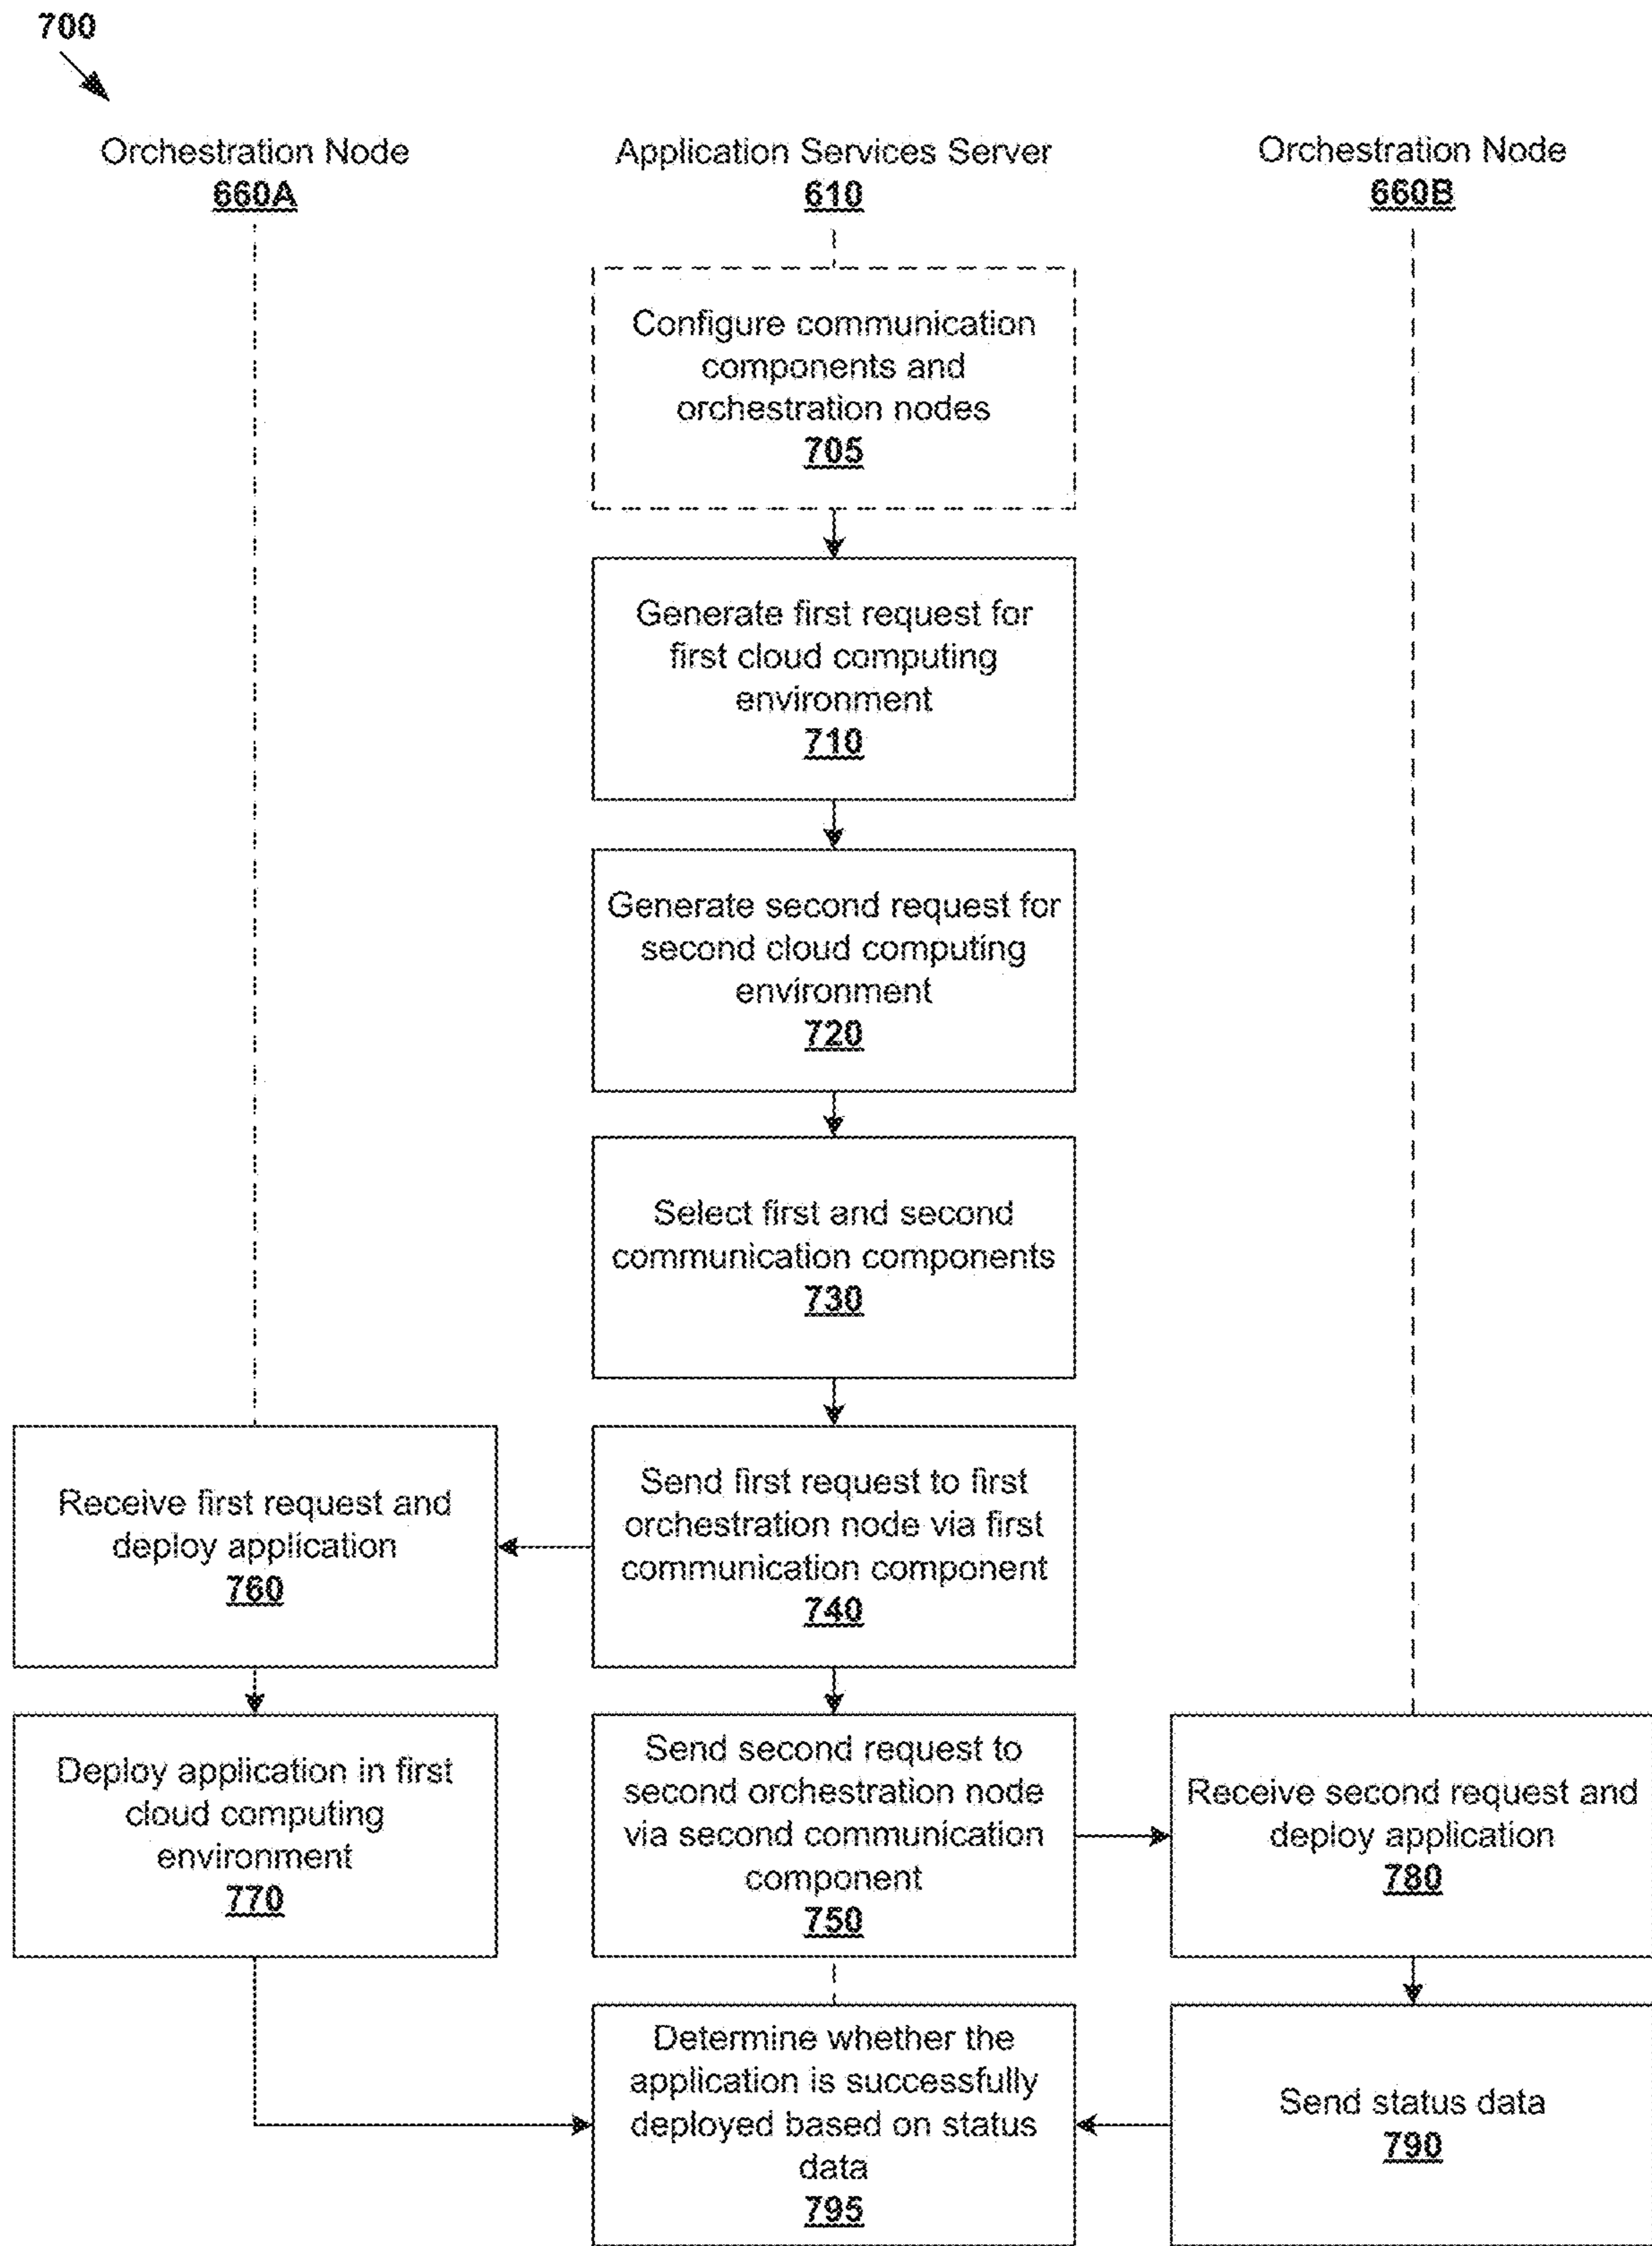 700
Orchestration Node
660A
Application Services Server
610
Orchestration Node
660B
Configure communication
components and
orchestration nodes
705
Generate first request for
first cloud computing
environment
710
Generate second request for
second cloud computing
environment
720
Select first and second
communication components
730
Receive first request and
deploy application
760
Send first request to first
orchestration node via first
communication component
740
Deploy application in first
cloud computing
environment
770
Send second request to
second orchestration node
via second communication
component
750
Receive second request and
deploy application
780
Determine whether the
application is successfully
deployed based on status
data
795
Send status data
790